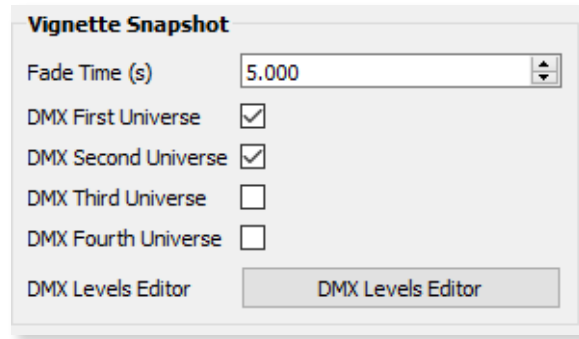 Vignette Snapshot
Fade Time (s) 5.000
DMX First Universe
DMX Second Universe
DMX Third Universe
DMX Fourth Universe
DMX Levels Editor DMX Levels Editor